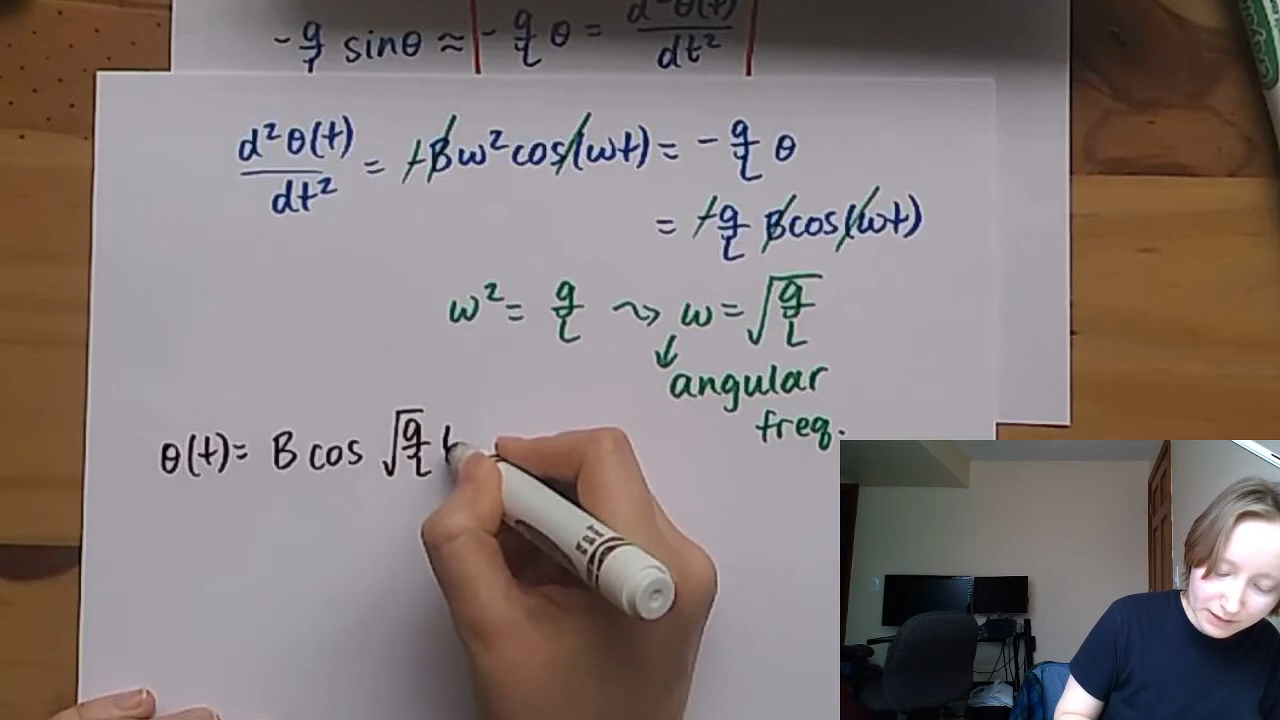 -g/l sinθ ≈ -g/L θ = d²θ(t)/dt²
d²θ(t)/dt² = -Bω²cos(ωt) = -g/L θ
= -g/L Bcos(ωt)
ω² = g/L ⤳ ω = √(g/L)
↓
angular
freq.
θ(t) = B cos √(g/L) t